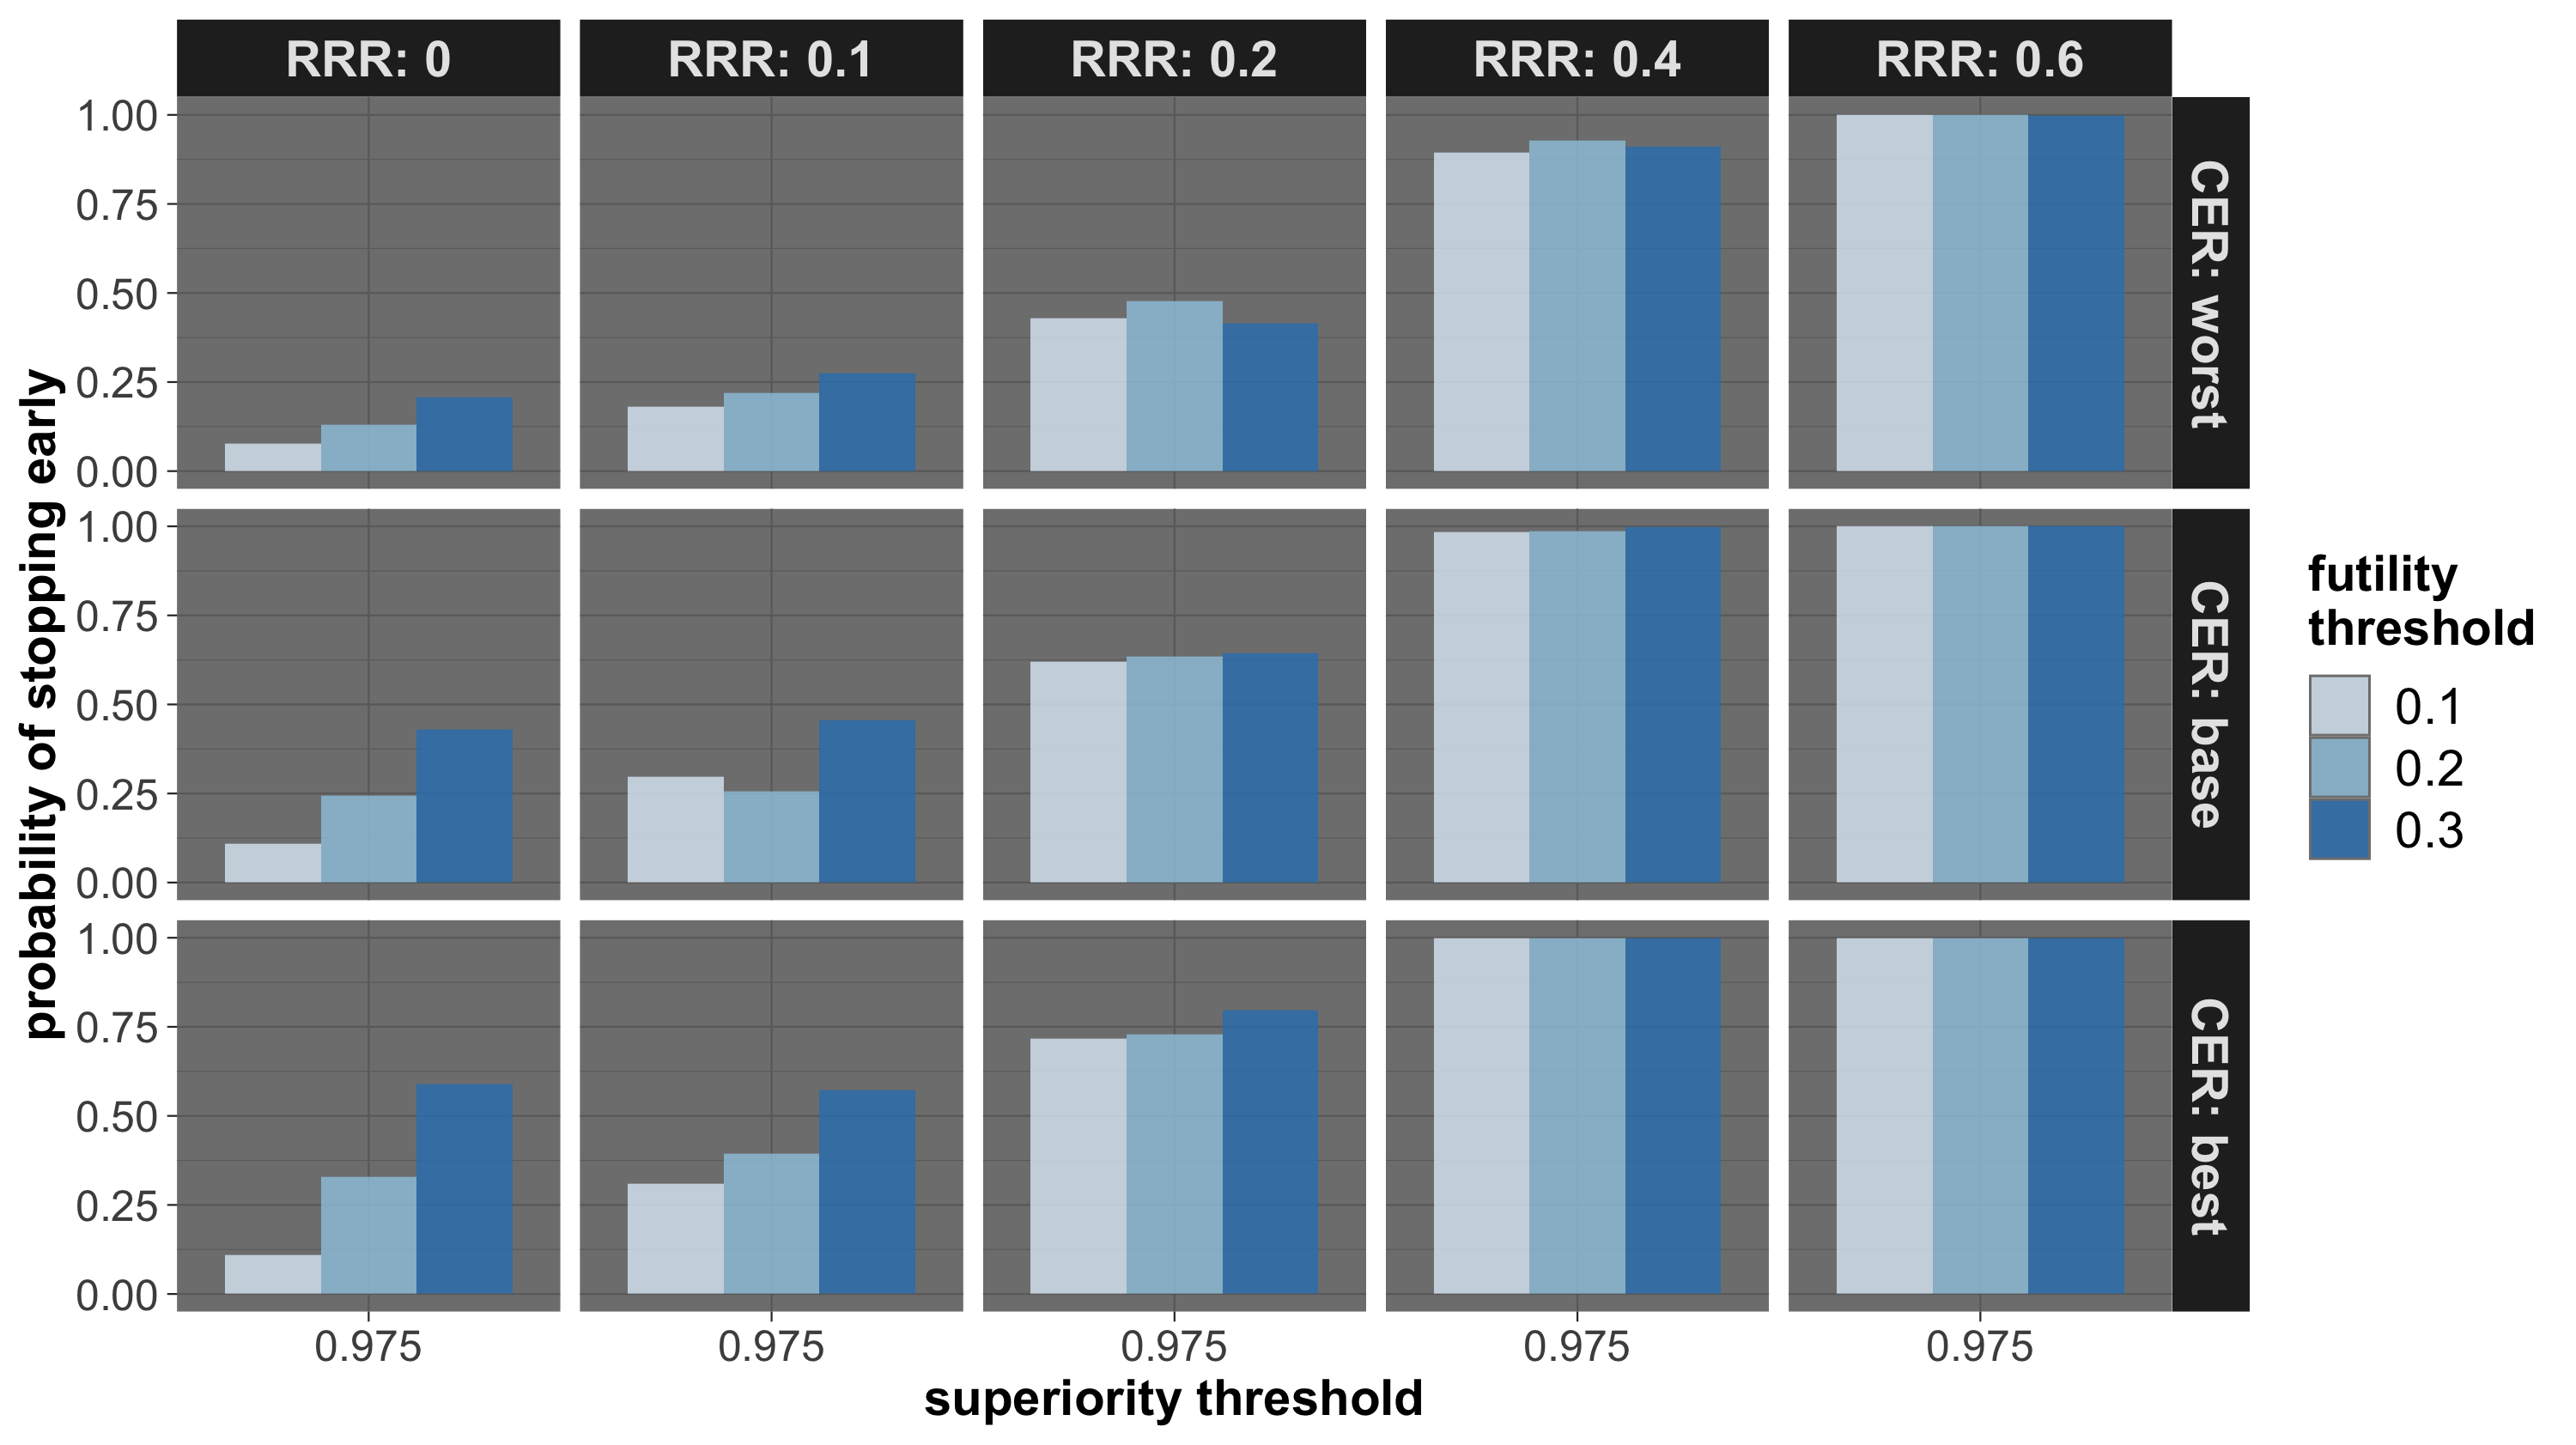 RRR: 0
RRR: 0.1
RRR: 0.2
RRR: 0.4
RRR: 0.6
probability of stopping early
1.00
0.75
0.50
0.25
0.00
CER: worst
1.00
0.75
0.50
0.25
0.00
CER: base
1.00
0.75
0.50
0.25
0.00
CER: best
0.975
0.975
0.975
0.975
0.975
superiority threshold
futility
threshold
0.1
0.2
0.3